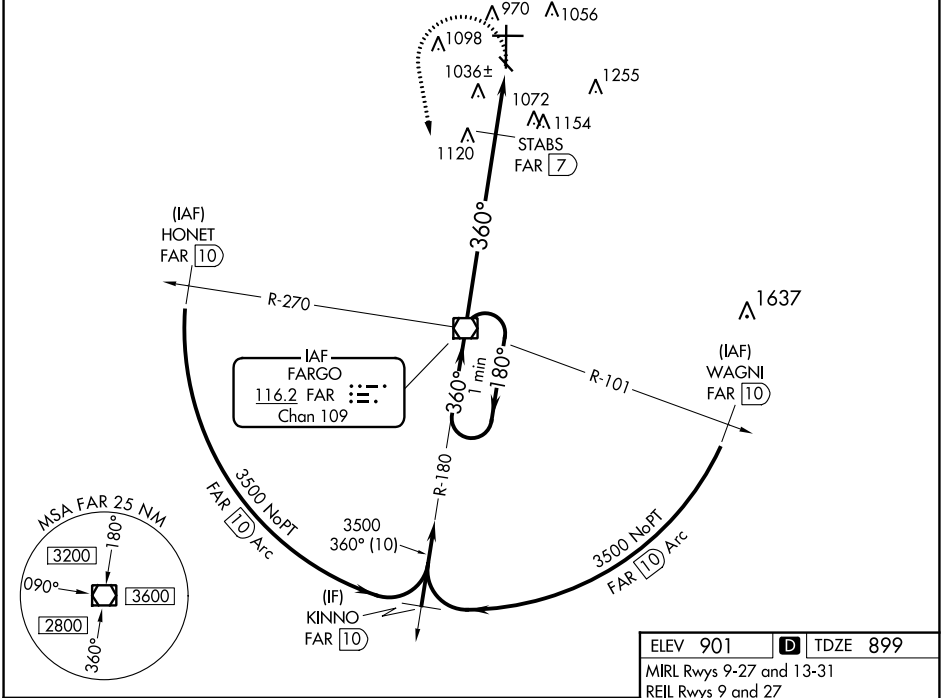 970
1056
1098
1036±
1255
1072
1154
1120
STABS
FAR 7
360°
(IAF)
HONET
FAR 10
R-270
1637
IAF
FARGO
116.2 FAR
Chan 109
360°
1 min
180°
R-101
(IAF)
WAGNI
FAR 10
R-180
3500 NoPT
FAR 10 Arc
3500
360° (10)
3500 NoPT
FAR 10 Arc
(IF)
KINNO
FAR 10
MSA FAR 25 NM
180°
3200
090°
3600
2800
360°
ELEV 901 D TDZE 899
MIRL Rwys 9-27 and 13-31
REIL Rwys 9 and 27